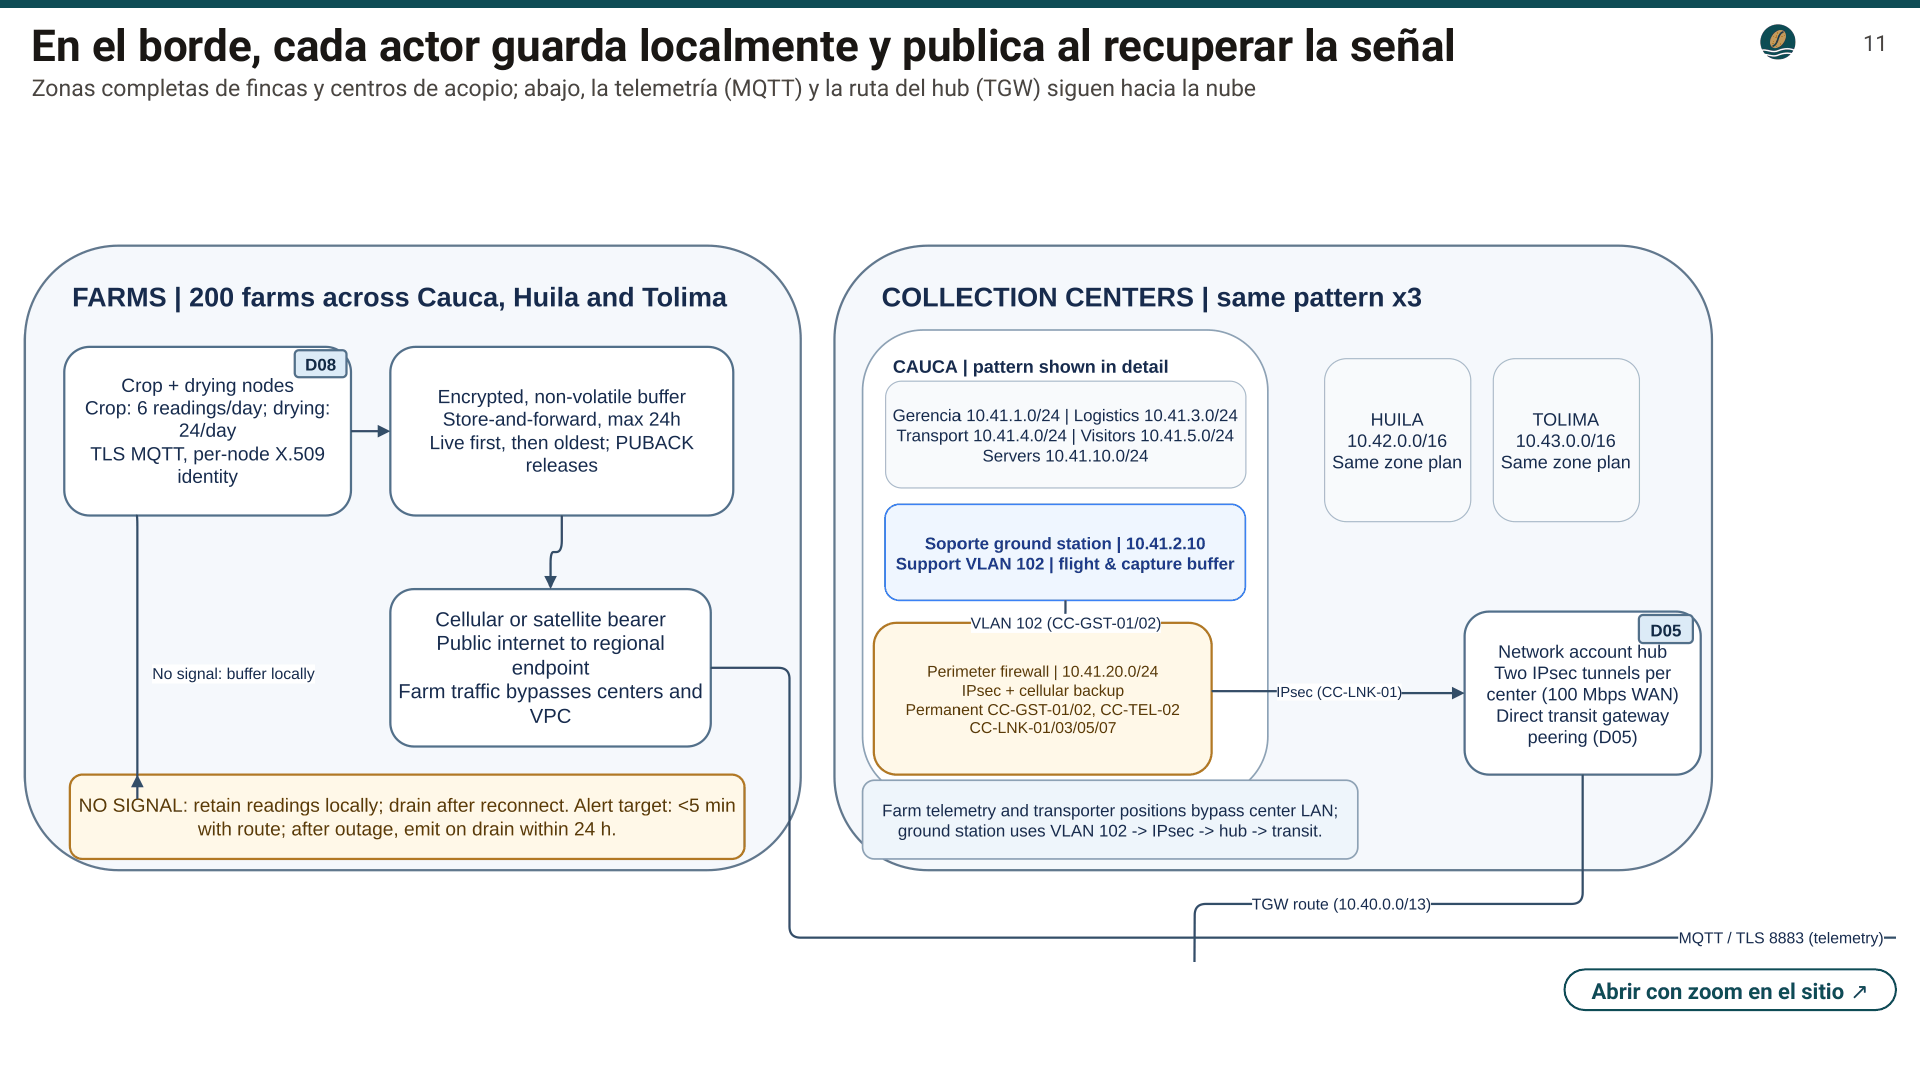 En el borde, cada actor guarda localmente y publica al recuperar la señal
11
Zonas completas de fincas y centros de acopio; abajo, la telemetría (MQTT) y la ruta del hub (TGW) siguen hacia la nube
FARMS | 200 farms across Cauca, Huila and Tolima
D08
Crop + drying nodes
Crop: 6 readings/day; drying:
24/day
TLS MQTT, per-node X.509
identity
Encrypted, non-volatile buffer
Store-and-forward, max 24h
Live first, then oldest; PUBACK
releases
Cellular or satellite bearer
Public internet to regional
endpoint
Farm traffic bypasses centers and
VPC
No signal: buffer locally
NO SIGNAL: retain readings locally; drain after reconnect. Alert target: <5 min
with route; after outage, emit on drain within 24 h.
COLLECTION CENTERS | same pattern x3
CAUCA | pattern shown in detail
Gerencia 10.41.1.0/24 | Logistics 10.41.3.0/24
Transport 10.41.4.0/24 | Visitors 10.41.5.0/24
Servers 10.41.10.0/24
Soporte ground station | 10.41.2.10
Support VLAN 102 | flight & capture buffer
VLAN 102 (CC-GST-01/02)
Perimeter firewall | 10.41.20.0/24
IPsec + cellular backup
Permanent CC-GST-01/02, CC-TEL-02
CC-LNK-01/03/05/07
HUILA
10.42.0.0/16
Same zone plan
TOLIMA
10.43.0.0/16
Same zone plan
IPsec (CC-LNK-01)
D05
Network account hub
Two IPsec tunnels per
center (100 Mbps WAN)
Direct transit gateway
peering (D05)
Farm telemetry and transporter positions bypass center LAN;
ground station uses VLAN 102 -> IPsec -> hub -> transit.
TGW route (10.40.0.0/13)
MQTT / TLS 8883 (telemetry)
Abrir con zoom en el sitio ↗